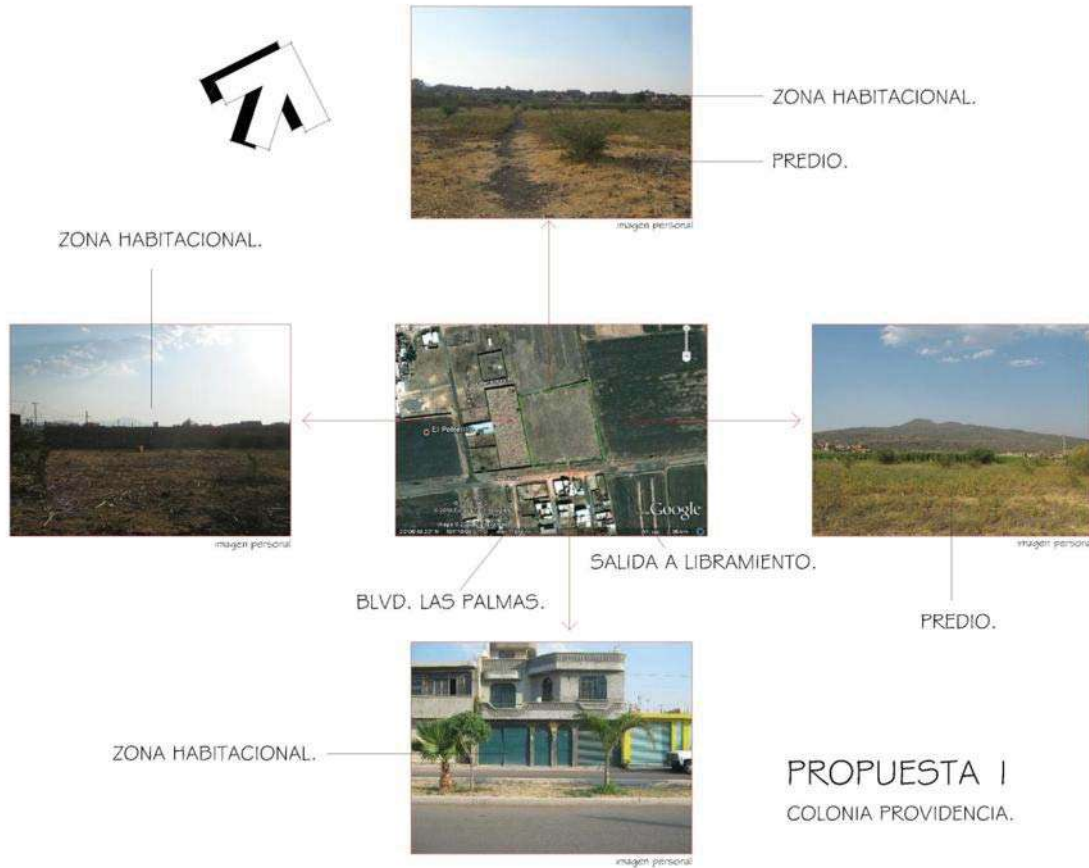 ZONA HABITACIONAL.
PREDIO.
imagen personal
ZONA HABITACIONAL.
imagen personal
Google
imagen personal
SALIDA A LIBRAMIENTO.
BLVD. LAS PALMAS.
PREDIO.
ZONA HABITACIONAL.
PROPUESTA 1
COLONIA PROVIDENCIA.
imagen personal